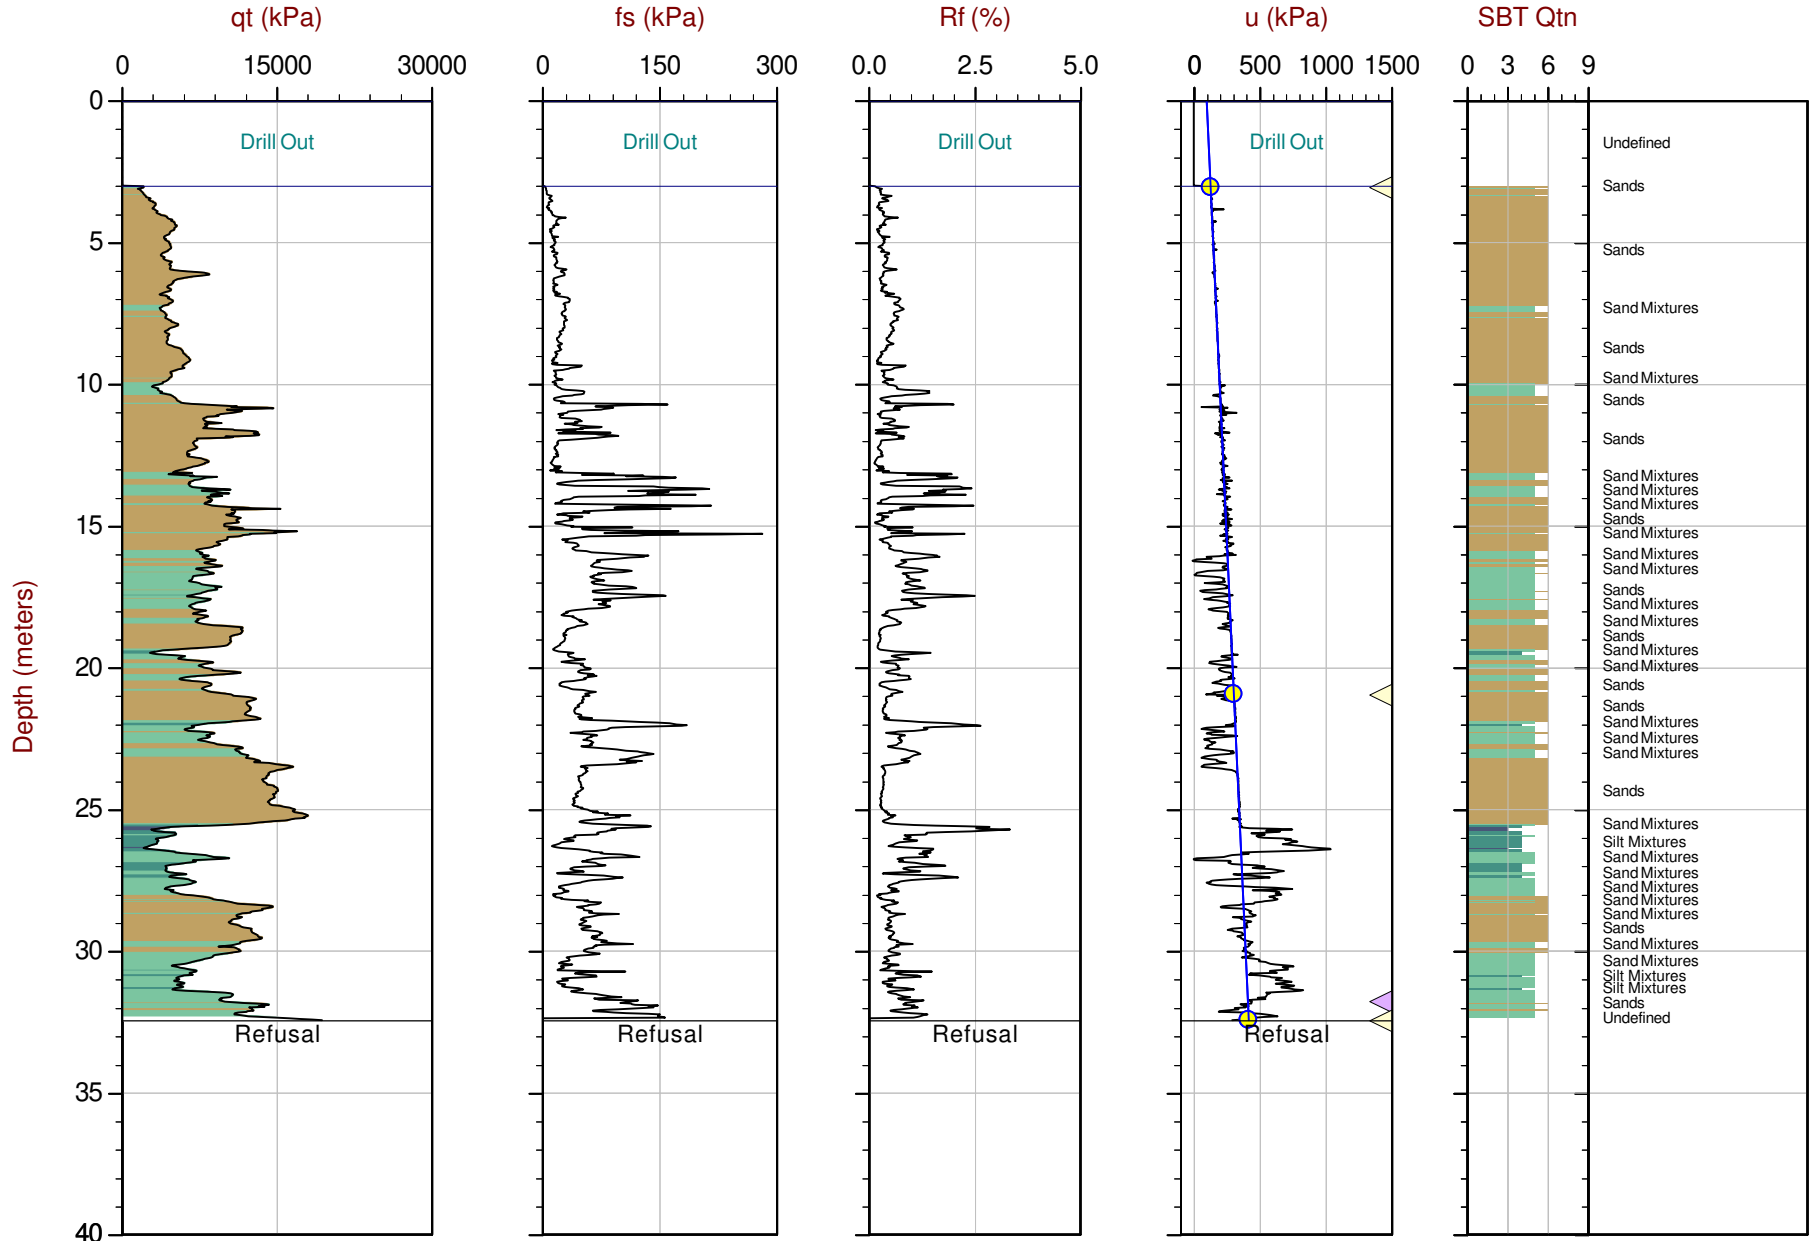 qt (kPa) fs (kPa) Rf (%) u (kPa) SBT Qtn
0 15000 30000 0 150 300 0.0 2.5 5.0 0 500 1000 1500 0 3 6 9
0
Drill Out Drill Out Drill Out Drill Out Undefined
Sands
5
Sands
Sand Mixtures
Sands
Sand Mixtures
10
Sands
Sands
Sand Mixtures
Sand Mixtures
Sand Mixtures
Sands
15
Sand Mixtures
Sand Mixtures
Sand Mixtures
Sands
Sand Mixtures
Sand Mixtures
Sands
Sand Mixtures
20
Sand Mixtures
Sands
Sands
Sand Mixtures
Sand Mixtures
Sand Mixtures
Sands
25
Sand Mixtures
Silt Mixtures
Sand Mixtures
Sand Mixtures
Sand Mixtures
Sand Mixtures
Sand Mixtures
Sands
Sand Mixtures
30
Sand Mixtures
Silt Mixtures
Silt Mixtures
Sands
Undefined
Refusal Refusal Refusal Refusal
35
40
Depth (meters)